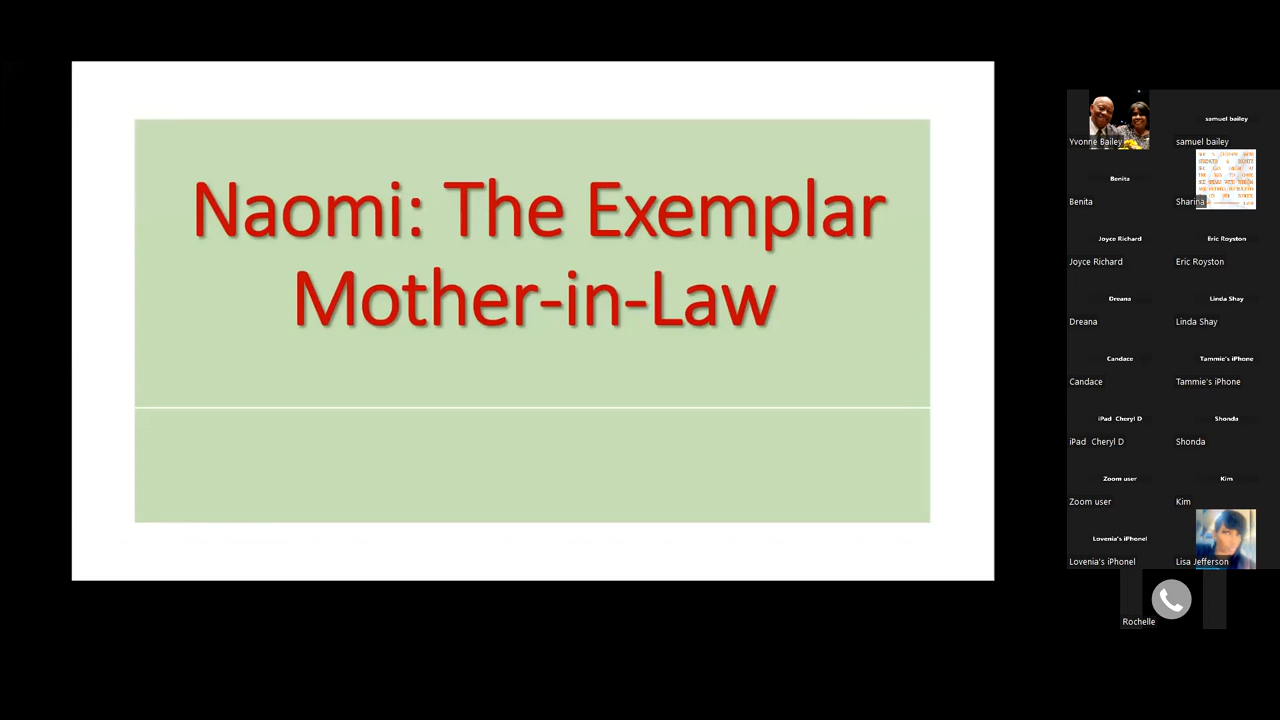 Naomi: The Exemplar
Mother-in-Law
Yvonne Bailey
samuel bailey
samuel bailey
Benita
Benita
Sharina
Joyce Richard
Joyce Richard
Eric Royston
Eric Royston
Dreana
Dreana
Linda Shay
Linda Shay
Candace
Candace
Tammie's iPhone
Tammie's iPhone
iPad Cheryl D
iPad Cheryl D
Shonda
Shonda
Zoom user
Zoom user
Kim
Kim
Lovenia's iPhonel
Lovenia's iPhonel
Lisa Jefferson
Rochelle